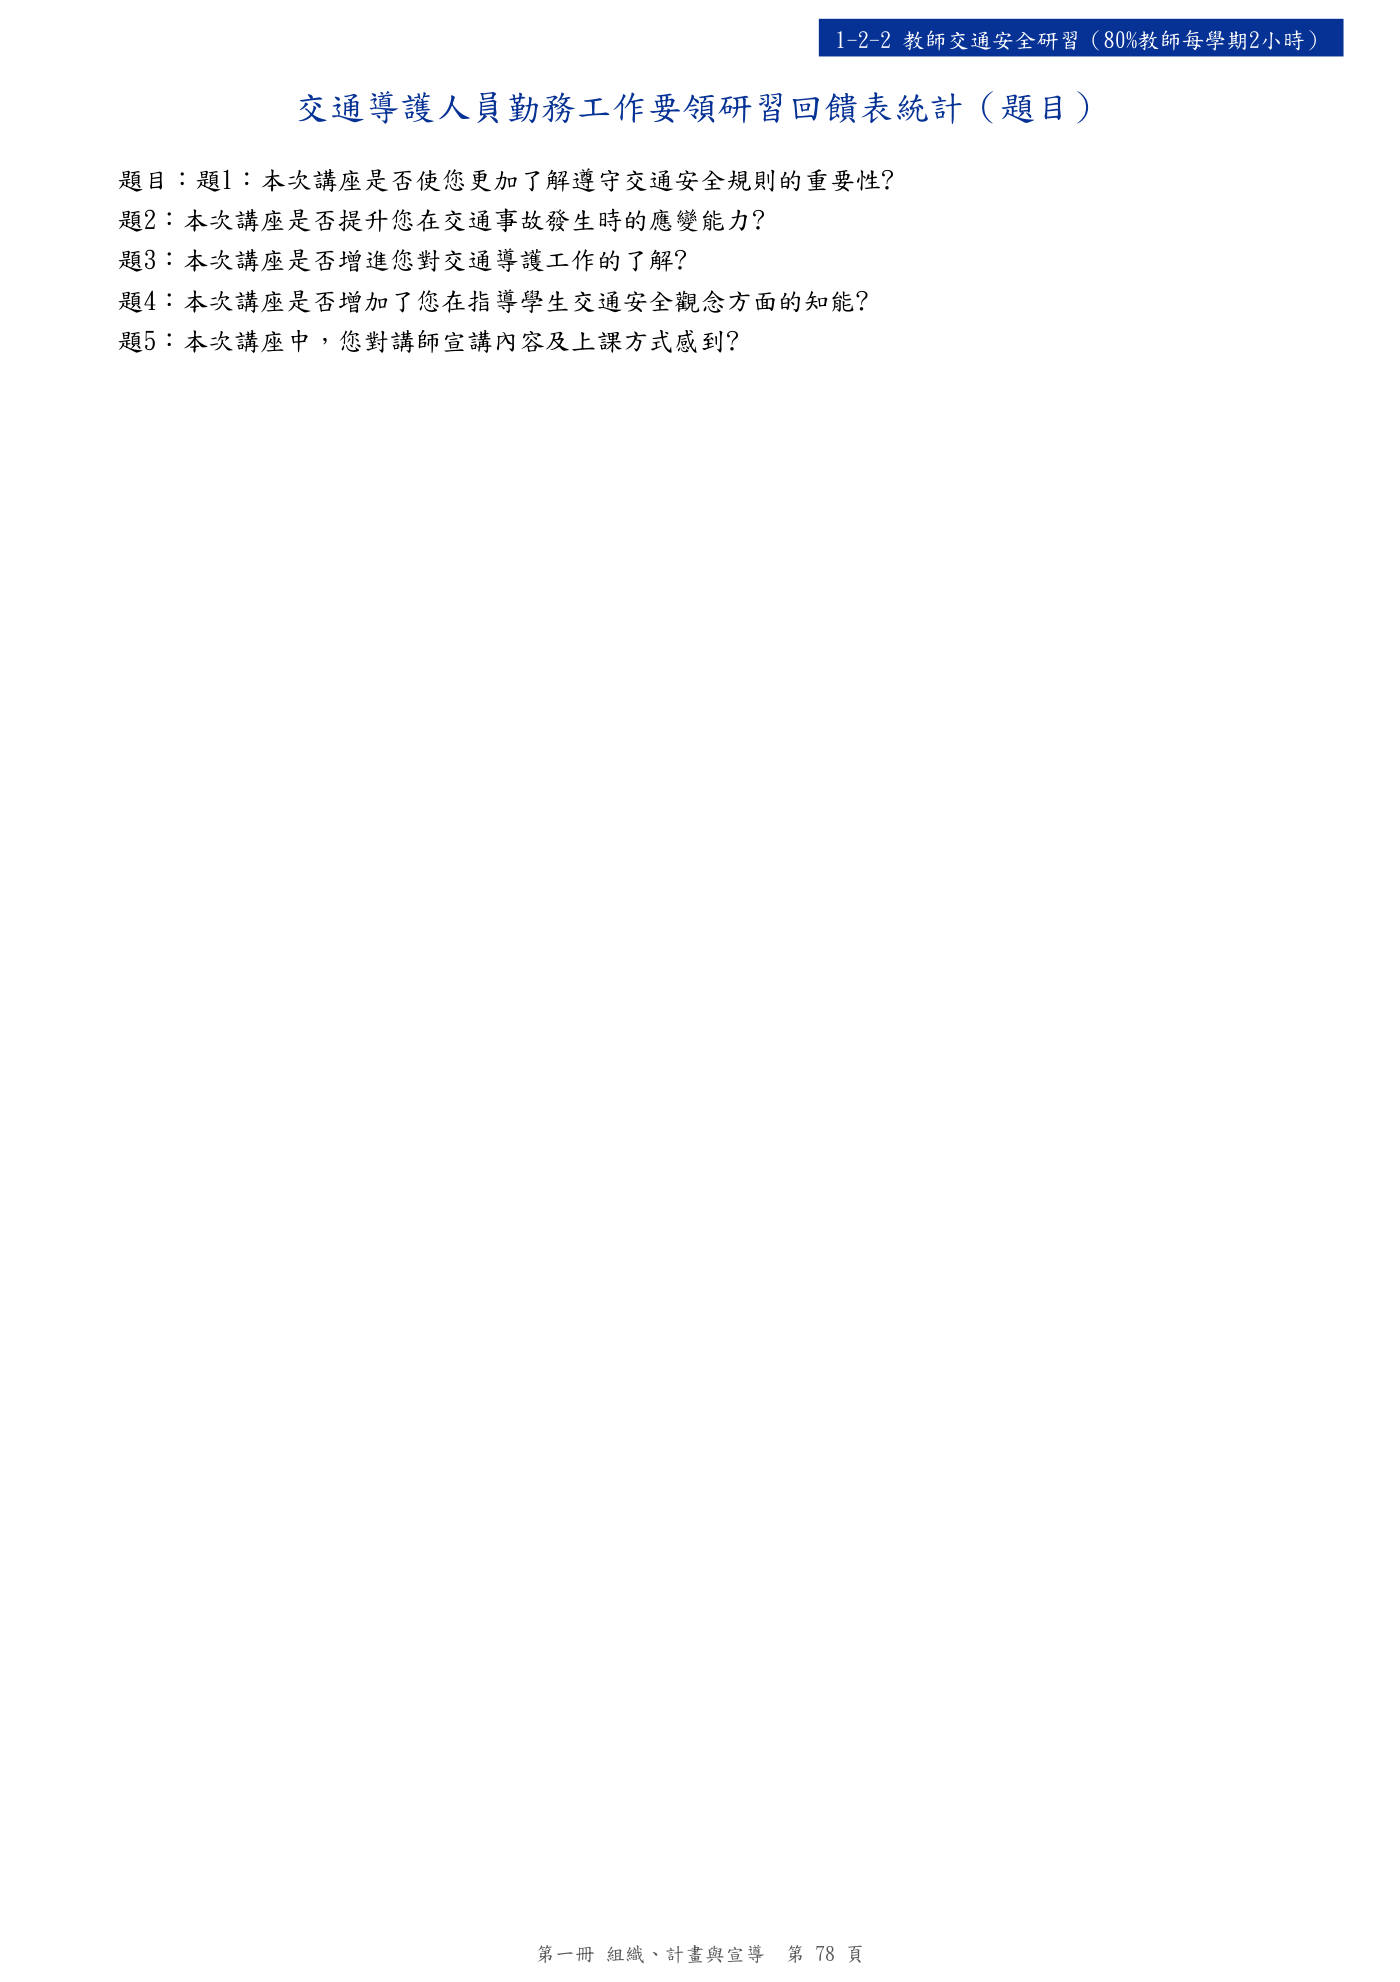 1-2-2 教師交通安全研習（80%教師每學期2小時）
交通導護人員勤務工作要領研習回饋表統計（題目）
題目：題1：本次講座是否使您更加了解遵守交通安全規則的重要性?
題2：本次講座是否提升您在交通事故發生時的應變能力?
題3：本次講座是否增進您對交通導護工作的了解?
題4：本次講座是否增加了您在指導學生交通安全觀念方面的知能?
題5：本次講座中，您對講師宣講內容及上課方式感到?
第一冊 組織、計畫與宣導　第 78 頁